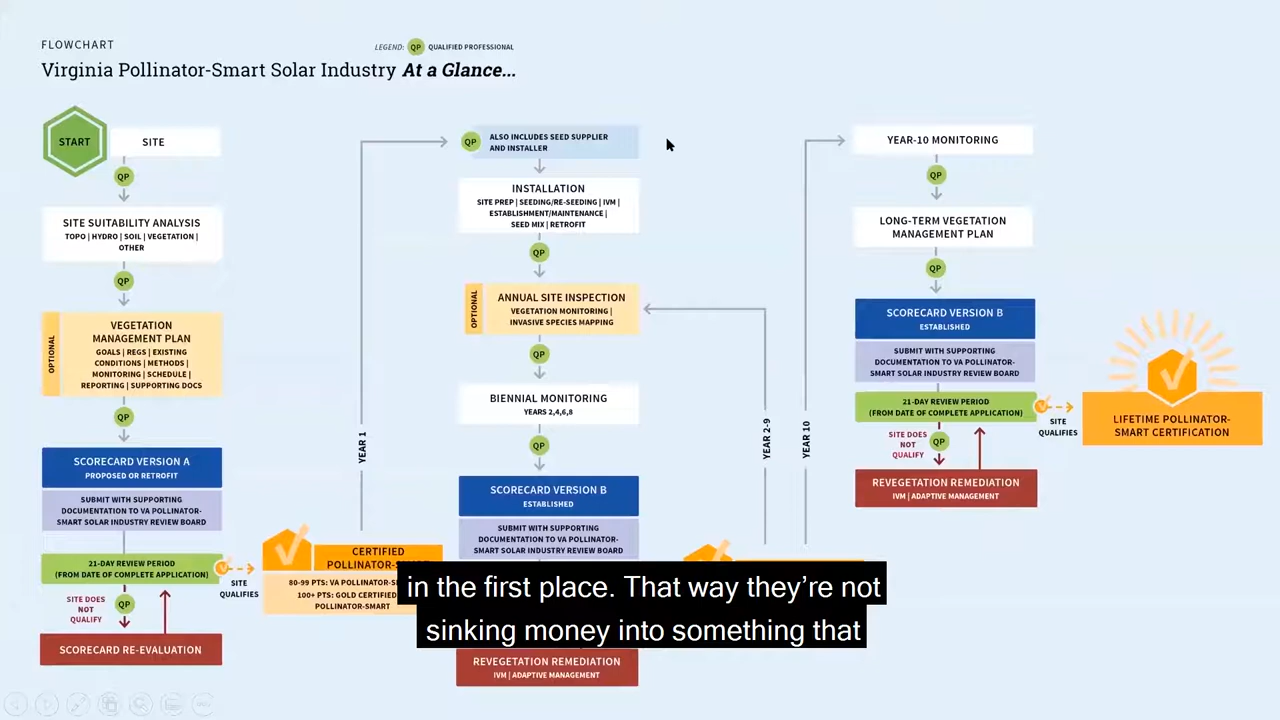 FLOWCHART
LEGEND: QP QUALIFIED PROFESSIONAL
Virginia Pollinator-Smart Solar Industry At a Glance...
START
SITE
QP
SITE SUITABILITY ANALYSIS
TOPO | HYDRO | SOIL | VEGETATION |
OTHER
QP
OPTIONAL
VEGETATION
MANAGEMENT PLAN
GOALS | REGS | EXISTING
CONDITIONS | METHODS |
MONITORING | SCHEDULE |
REPORTING | SUPPORTING DOCS
QP
SCORECARD VERSION A
PROPOSED OR RETROFIT
SUBMIT WITH SUPPORTING
DOCUMENTATION TO VA POLLINATOR-
SMART SOLAR INDUSTRY REVIEW BOARD
21-DAY REVIEW PERIOD
(FROM DATE OF COMPLETE APPLICATION)
SITE
QUALIFIES
SITE DOES
NOT
QUALIFY
QP
SCORECARD RE-EVALUATION
CERTIFIED
80-99 PTS: VA
100+ PTS: GOLD
POLLINATOR-SMART
YEAR 1
QP
ALSO INCLUDES SEED SUPPLIER
AND INSTALLER
INSTALLATION
SITE PREP | SEEDING/RE-SEEDING | IVM |
ESTABLISHMENT/MAINTENANCE |
SEED MIX | RETROFIT
QP
OPTIONAL
ANNUAL SITE INSPECTION
VEGETATION MONITORING |
INVASIVE SPECIES MAPPING
QP
BIENNIAL MONITORING
YEARS 2,4,6,8
QP
SCORECARD VERSION B
ESTABLISHED
SUBMIT WITH SUPPORTING
DOCUMENTATION TO VA POLLINATOR-
SMART SOLAR INDUSTRY REVIEW BOARD
REVEGETATION REMEDIATION
IVM | ADAPTIVE MANAGEMENT
YEAR 2-9
YEAR 10
YEAR-10 MONITORING
QP
LONG-TERM VEGETATION
MANAGEMENT PLAN
QP
SCORECARD VERSION B
ESTABLISHED
SUBMIT WITH SUPPORTING
DOCUMENTATION TO VA POLLINATOR-
SMART SOLAR INDUSTRY REVIEW BOARD
21-DAY REVIEW PERIOD
(FROM DATE OF COMPLETE APPLICATION)
SITE
QUALIFIES
SITE DOES
NOT
QUALIFY
QP
REVEGETATION REMEDIATION
IVM | ADAPTIVE MANAGEMENT
LIFETIME POLLINATOR-
SMART CERTIFICATION
in the first place. That way they're not
sinking money into something that